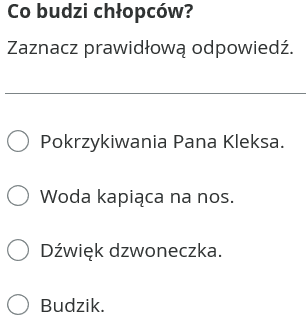 Co budzi chłopców?
Zaznacz prawidłową odpowiedź.
Pokrzykiwania Pana Kleksa.
Woda kapiąca na nos.
Dźwięk dzwoneczka.
Budzik.